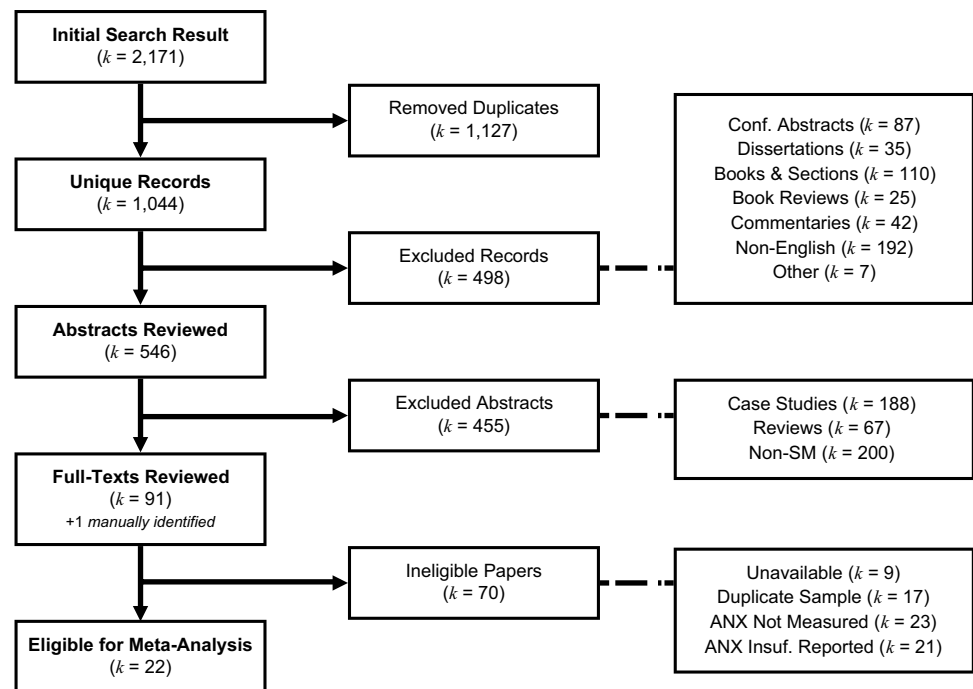 Initial Search Result
(k = 2,171)
Removed Duplicates
(k = 1,127)
Unique Records
(k = 1,044)
Excluded Records
(k = 498)
Conf. Abstracts (k = 87)
Dissertations (k = 35)
Books & Sections (k = 110)
Book Reviews (k = 25)
Commentaries (k = 42)
Non-English (k = 192)
Other (k = 7)
Abstracts Reviewed
(k = 546)
Excluded Abstracts
(k = 455)
Case Studies (k = 188)
Reviews (k = 67)
Non-SM (k = 200)
Full-Texts Reviewed
(k = 91)
+1 manually identified
Ineligible Papers
(k = 70)
Unavailable (k = 9)
Duplicate Sample (k = 17)
ANX Not Measured (k = 23)
ANX Insuf. Reported (k = 21)
Eligible for Meta-Analysis
(k = 22)